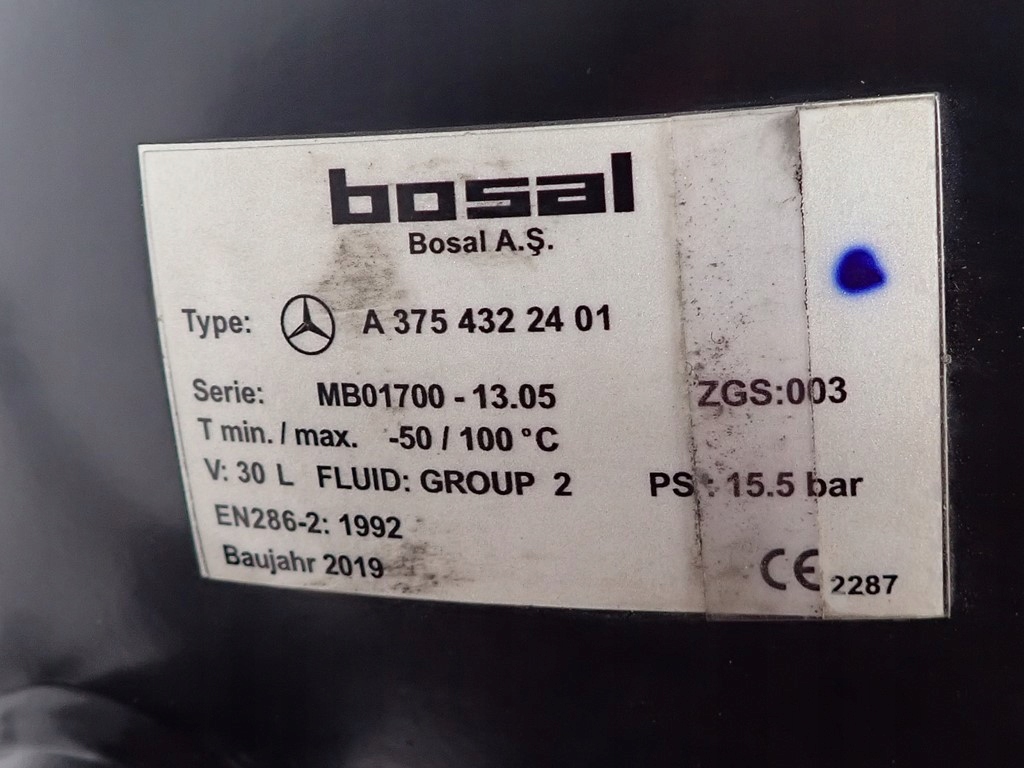 bosal
Bosal A.Ş.
Type: A 375 432 24 01
Serie: MB01700 - 13.05 ZGS:003
T min. / max. -50 / 100 °C
V: 30 L FLUID: GROUP 2 PS : 15.5 bar
EN286-2: 1992
Baujahr 2019
CE 2287